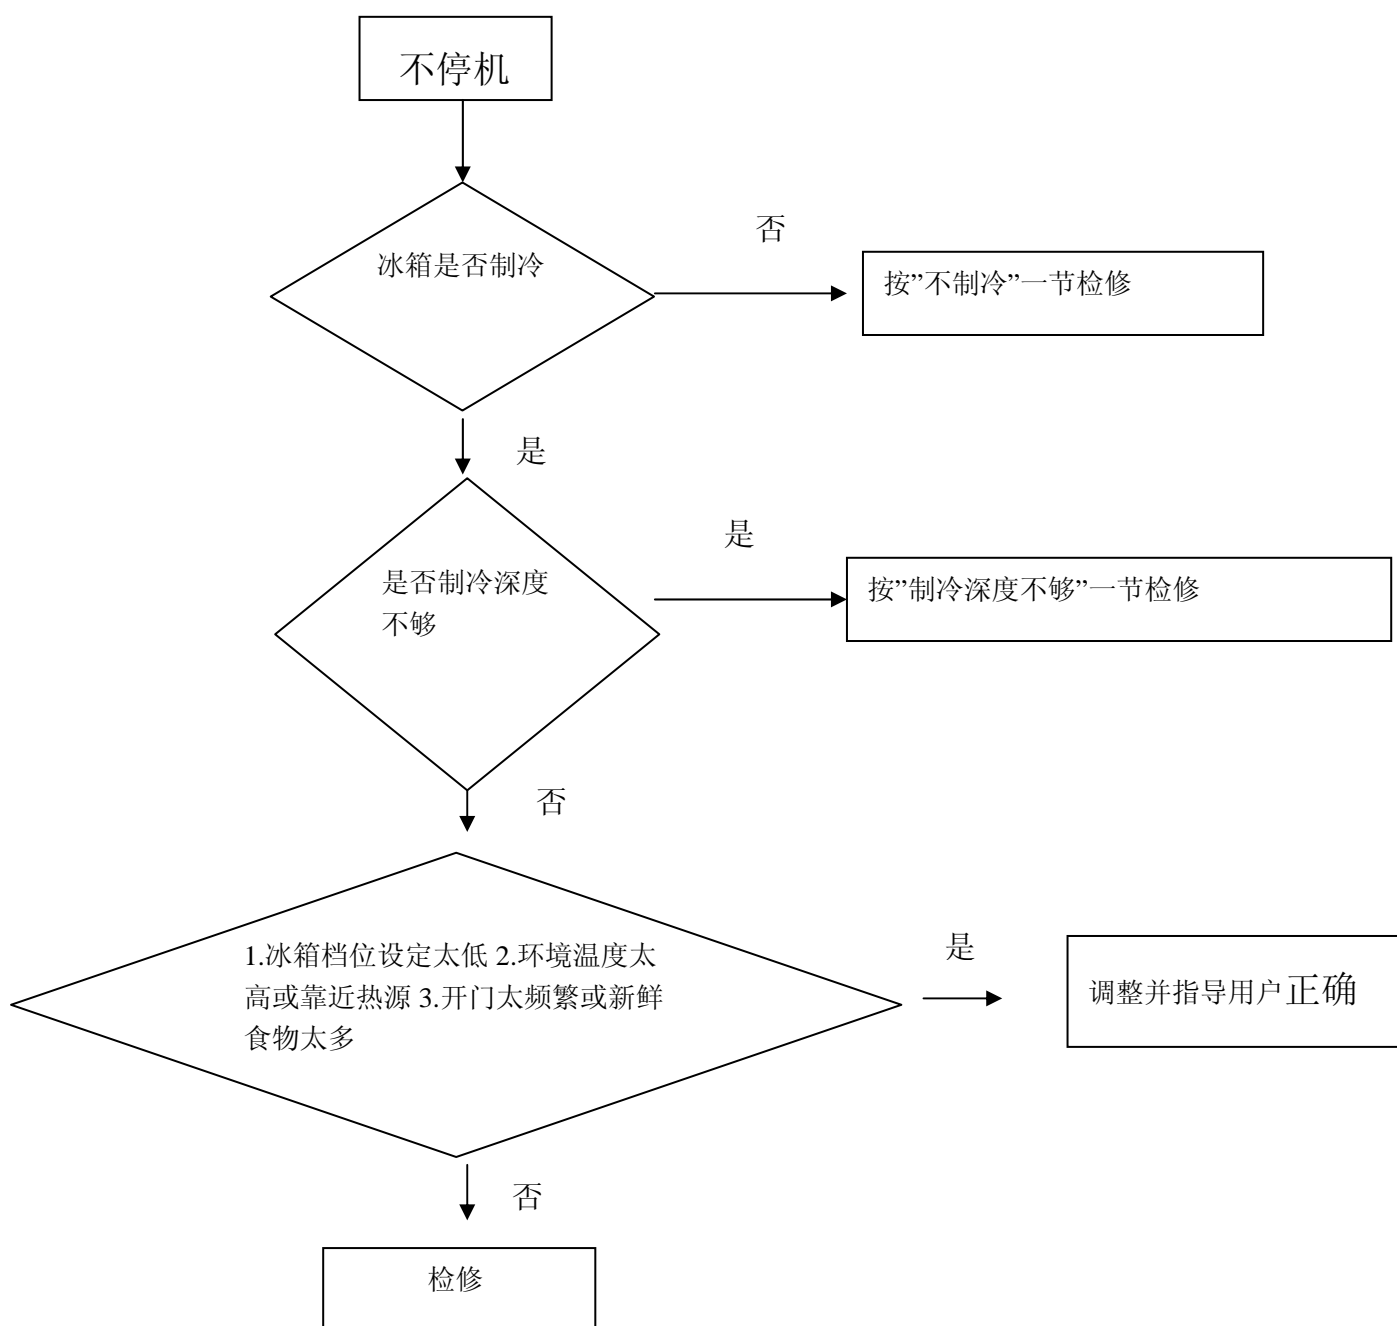 不停机
否
冰箱是否制冷
按”不制冷”一节检修
是
是
是否制冷深度
不够
按”制冷深度不够”一节检修
否
1.冰箱档位设定太低 2.环境温度太
高或靠近热源 3.开门太频繁或新鲜
食物太多
是
调整并指导用户正确
否
检修